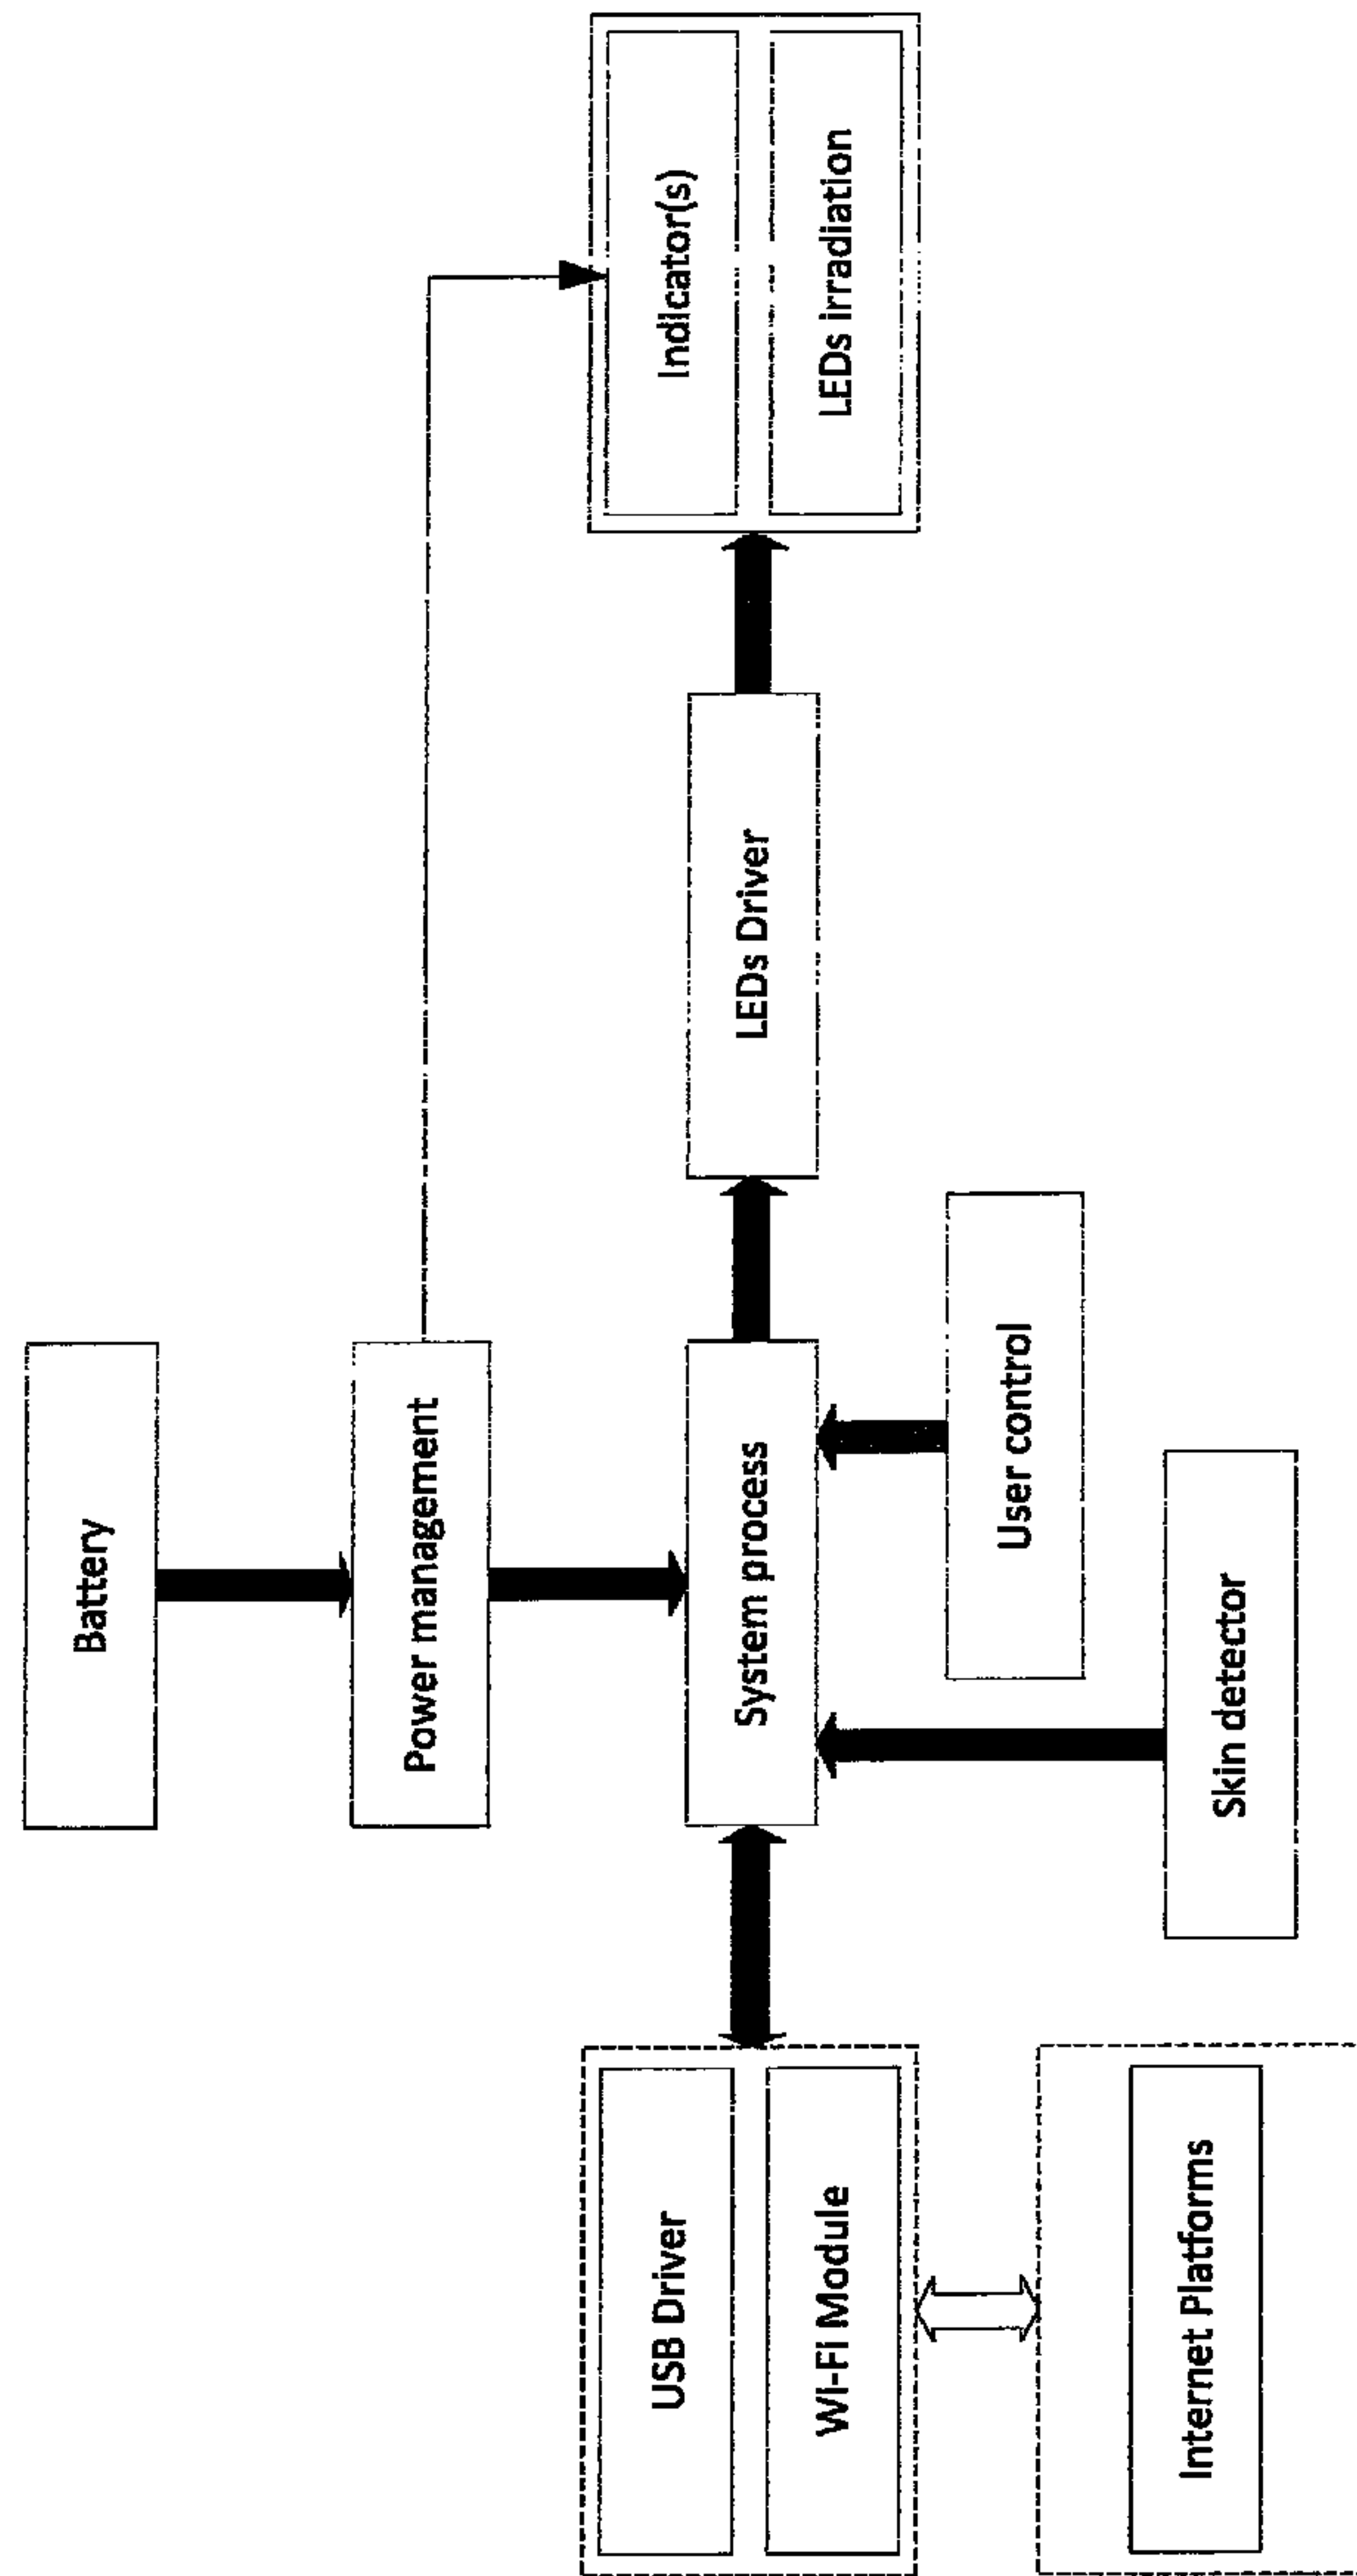 Battery
Power management
USB Driver
Wi-Fi Module
System process
LEDs Driver
Indicator(s)
LEDs irradiation
User control
Skin detector
Internet Platforms